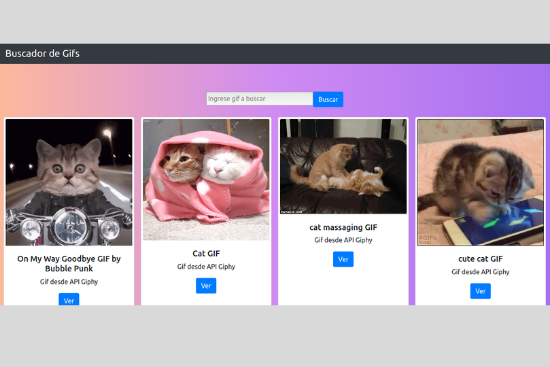 Buscador de Gifs
Ingrese gif a buscar
Buscar
On My Way Goodbye GIF by
Bubble Punk
Gif desde API Giphy
Ver
Cat GIF
Gif desde API Giphy
Ver
cat massaging GIF
Gif desde API Giphy
Ver
cute cat GIF
Gif desde API Giphy
Ver